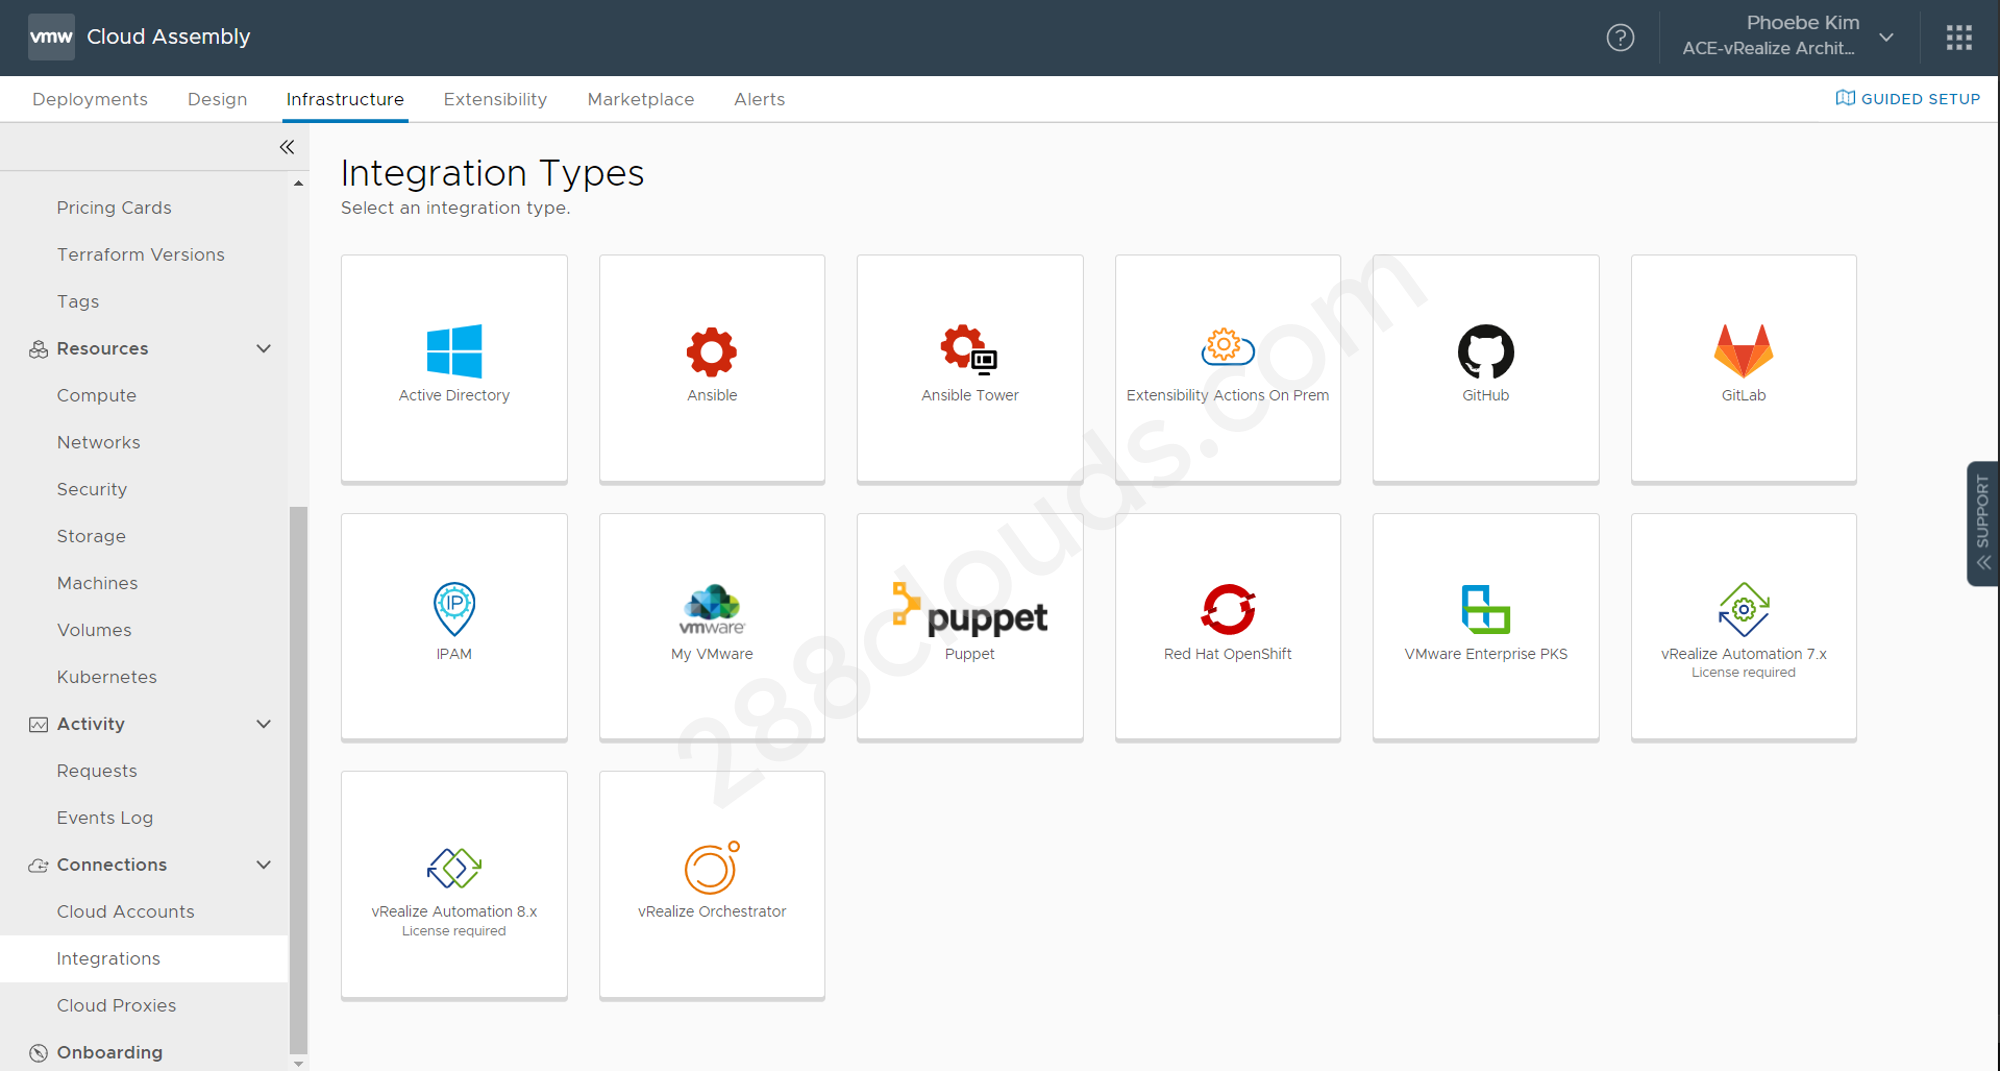 vmw Cloud Assembly
Phoebe Kim
ACE-vRealize Archit...
Deployments Design Infrastructure Extensibility Marketplace Alerts
GUIDED SETUP
Pricing Cards
Terraform Versions
Tags
Resources
Compute
Networks
Security
Storage
Machines
Volumes
Kubernetes
Activity
Requests
Events Log
Connections
Cloud Accounts
Integrations
Cloud Proxies
Onboarding
Integration Types
Select an integration type.
Active Directory
Ansible
Ansible Tower
Extensibility Actions On Prem
GitHub
GitLab
IP
IPAM
vmware
My VMware
puppet
Puppet
Red Hat OpenShift
VMware Enterprise PKS
vRealize Automation 7.x
License required
vRealize Automation 8.x
License required
vRealize Orchestrator
SUPPORT
288clouds.com